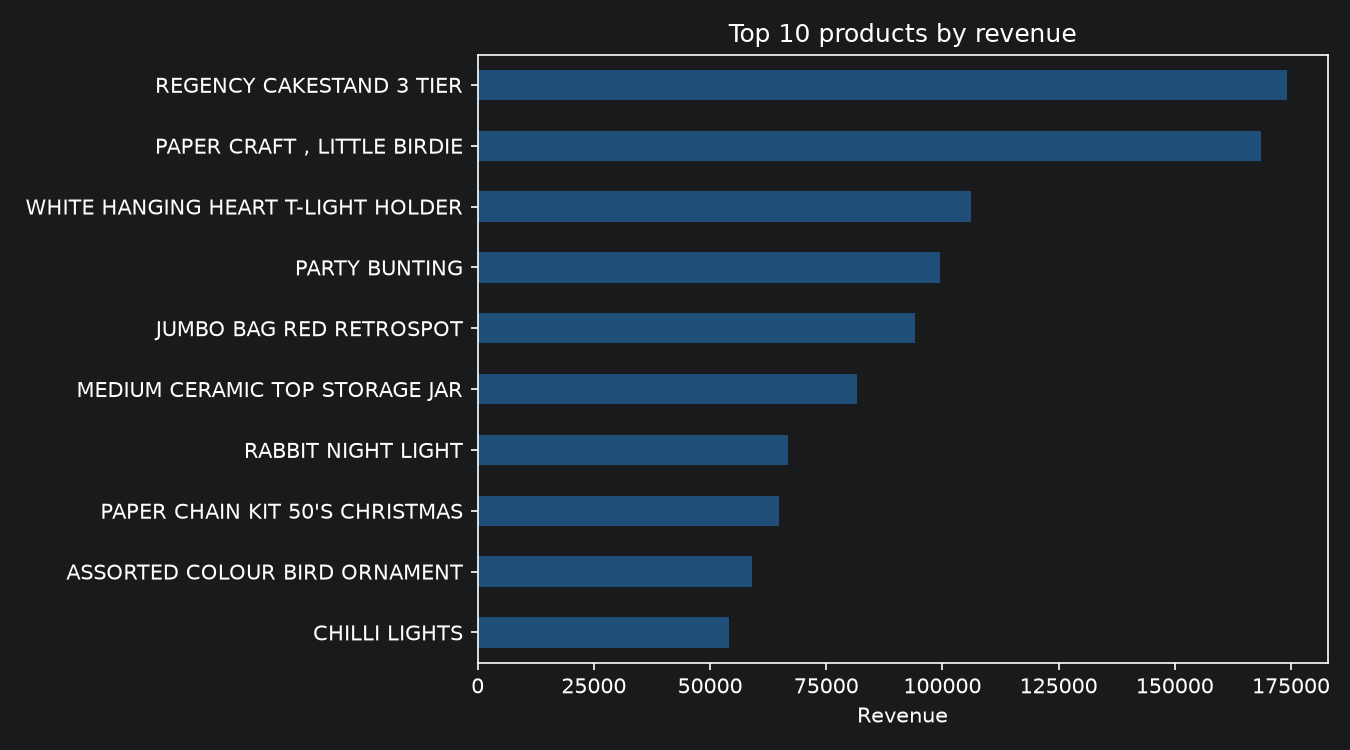 Top 10 products by revenue
REGENCY CAKESTAND 3 TIER
PAPER CRAFT , LITTLE BIRDIE
WHITE HANGING HEART T-LIGHT HOLDER
PARTY BUNTING
JUMBO BAG RED RETROSPOT
MEDIUM CERAMIC TOP STORAGE JAR
RABBIT NIGHT LIGHT
PAPER CHAIN KIT 50'S CHRISTMAS
ASSORTED COLOUR BIRD ORNAMENT
CHILLI LIGHTS
0 25000 50000 75000 100000 125000 150000 175000
Revenue